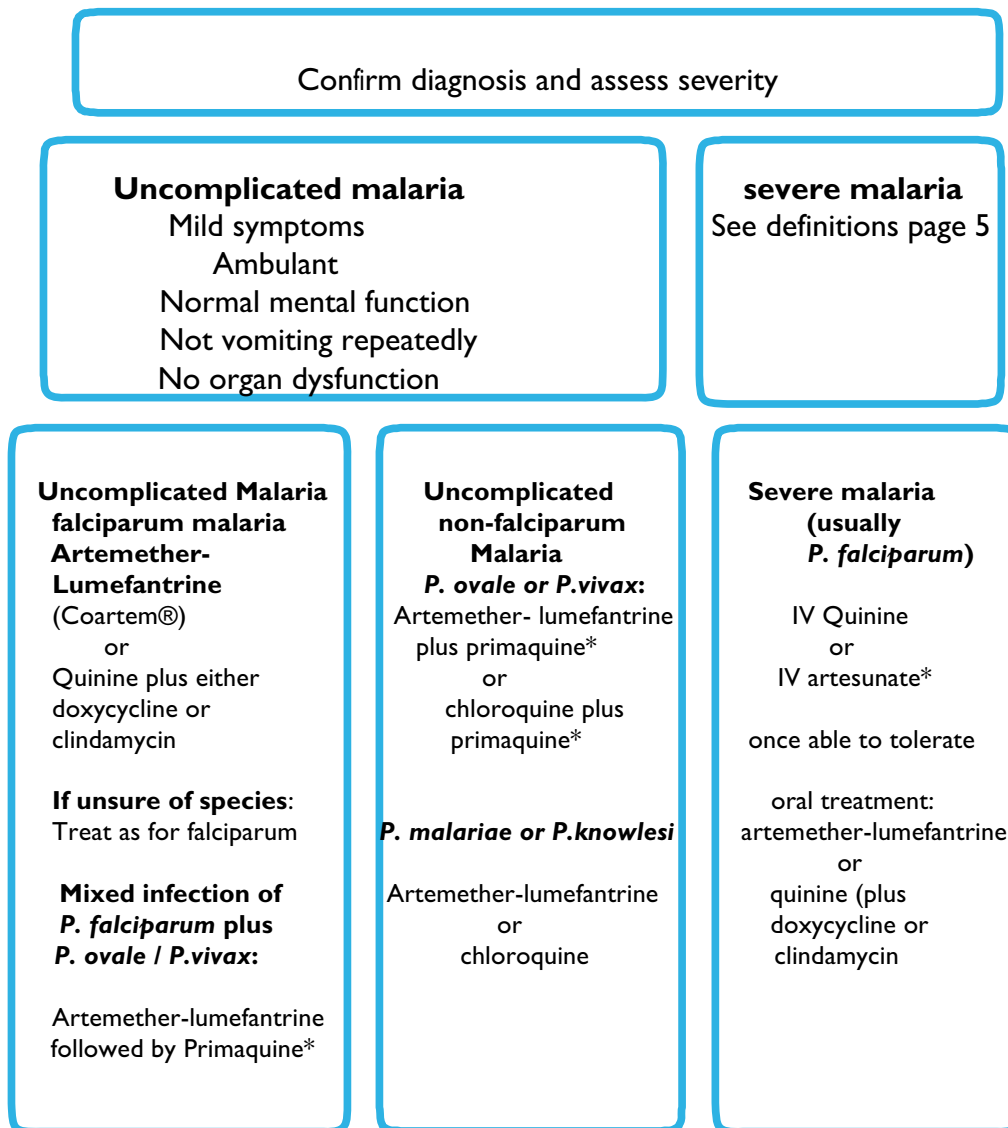 Confirm diagnosis and assess severity
Uncomplicated malaria
Mild symptoms
Ambulant
Normal mental function
Not vomiting repeatedly
No organ dysfunction
severe malaria
See definitions page 5
Uncomplicated Malaria
falciparum malaria
Artemether-
Lumefantrine
(Coartem®)
or
Quinine plus either
doxycycline or
clindamycin
If unsure of species:
Treat as for falciparum
Mixed infection of
P. falciparum plus
P. ovale / P.vivax:
Artemether-lumefantrine
followed by Primaquine*
Uncomplicated
non-falciparum
Malaria
P. ovale or P.vivax:
Artemether- lumefantrine
plus primaquine*
or
chloroquine plus
primaquine*
P. malariae or P.knowlesi
Artemether-lumefantrine
or
chloroquine
Severe malaria
(usually
P. falciparum)
IV Quinine
or
IV artesunate*
once able to tolerate
oral treatment:
artemether-lumefantrine
or
quinine (plus
doxycycline or
clindamycin